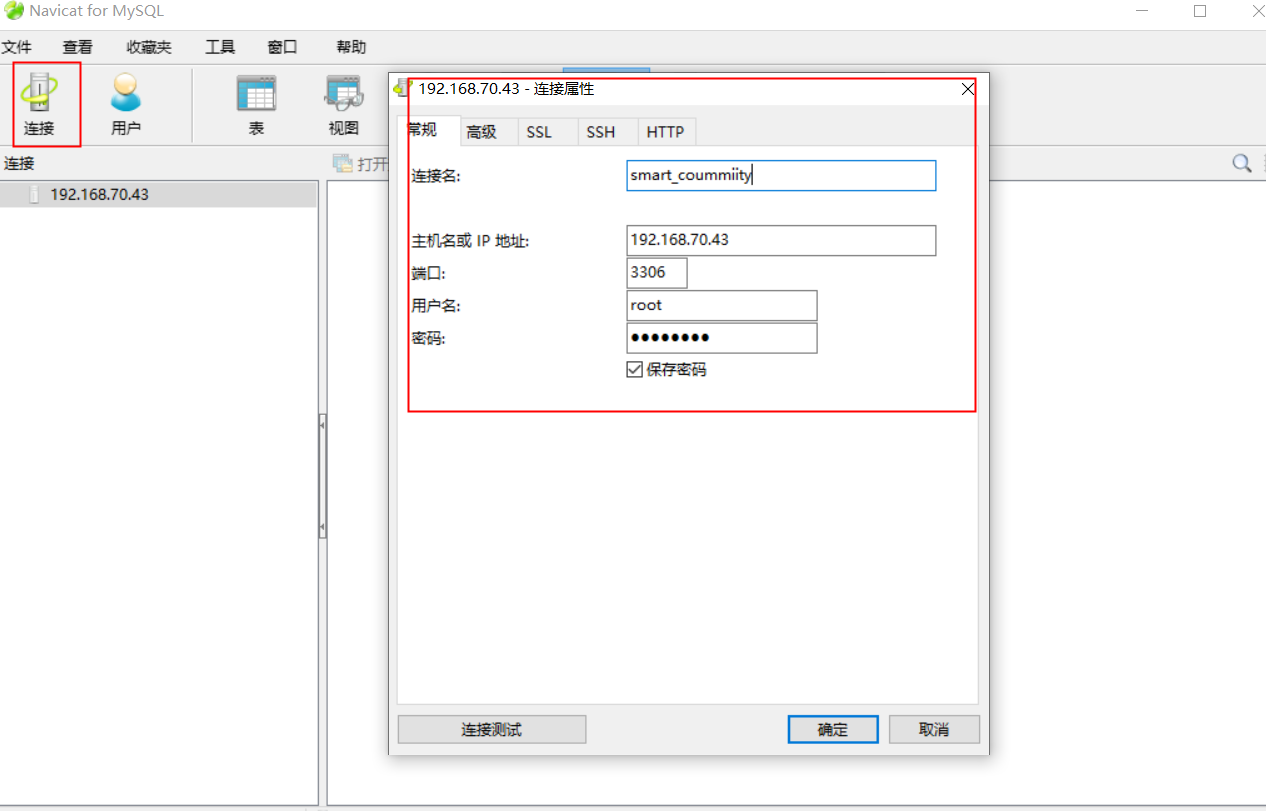 Navicat for MySQL
文件 查看 收藏夹 工具 窗口 帮助
连接 用户 表 视图
连接
打开
192.168.70.43
192.168.70.43 - 连接属性
常规 高级 SSL SSH HTTP
连接名: smart_coummiity
主机名或 IP 地址: 192.168.70.43
端口: 3306
用户名: root
密码: ●●●●●●●●
保存密码
连接测试 确定 取消